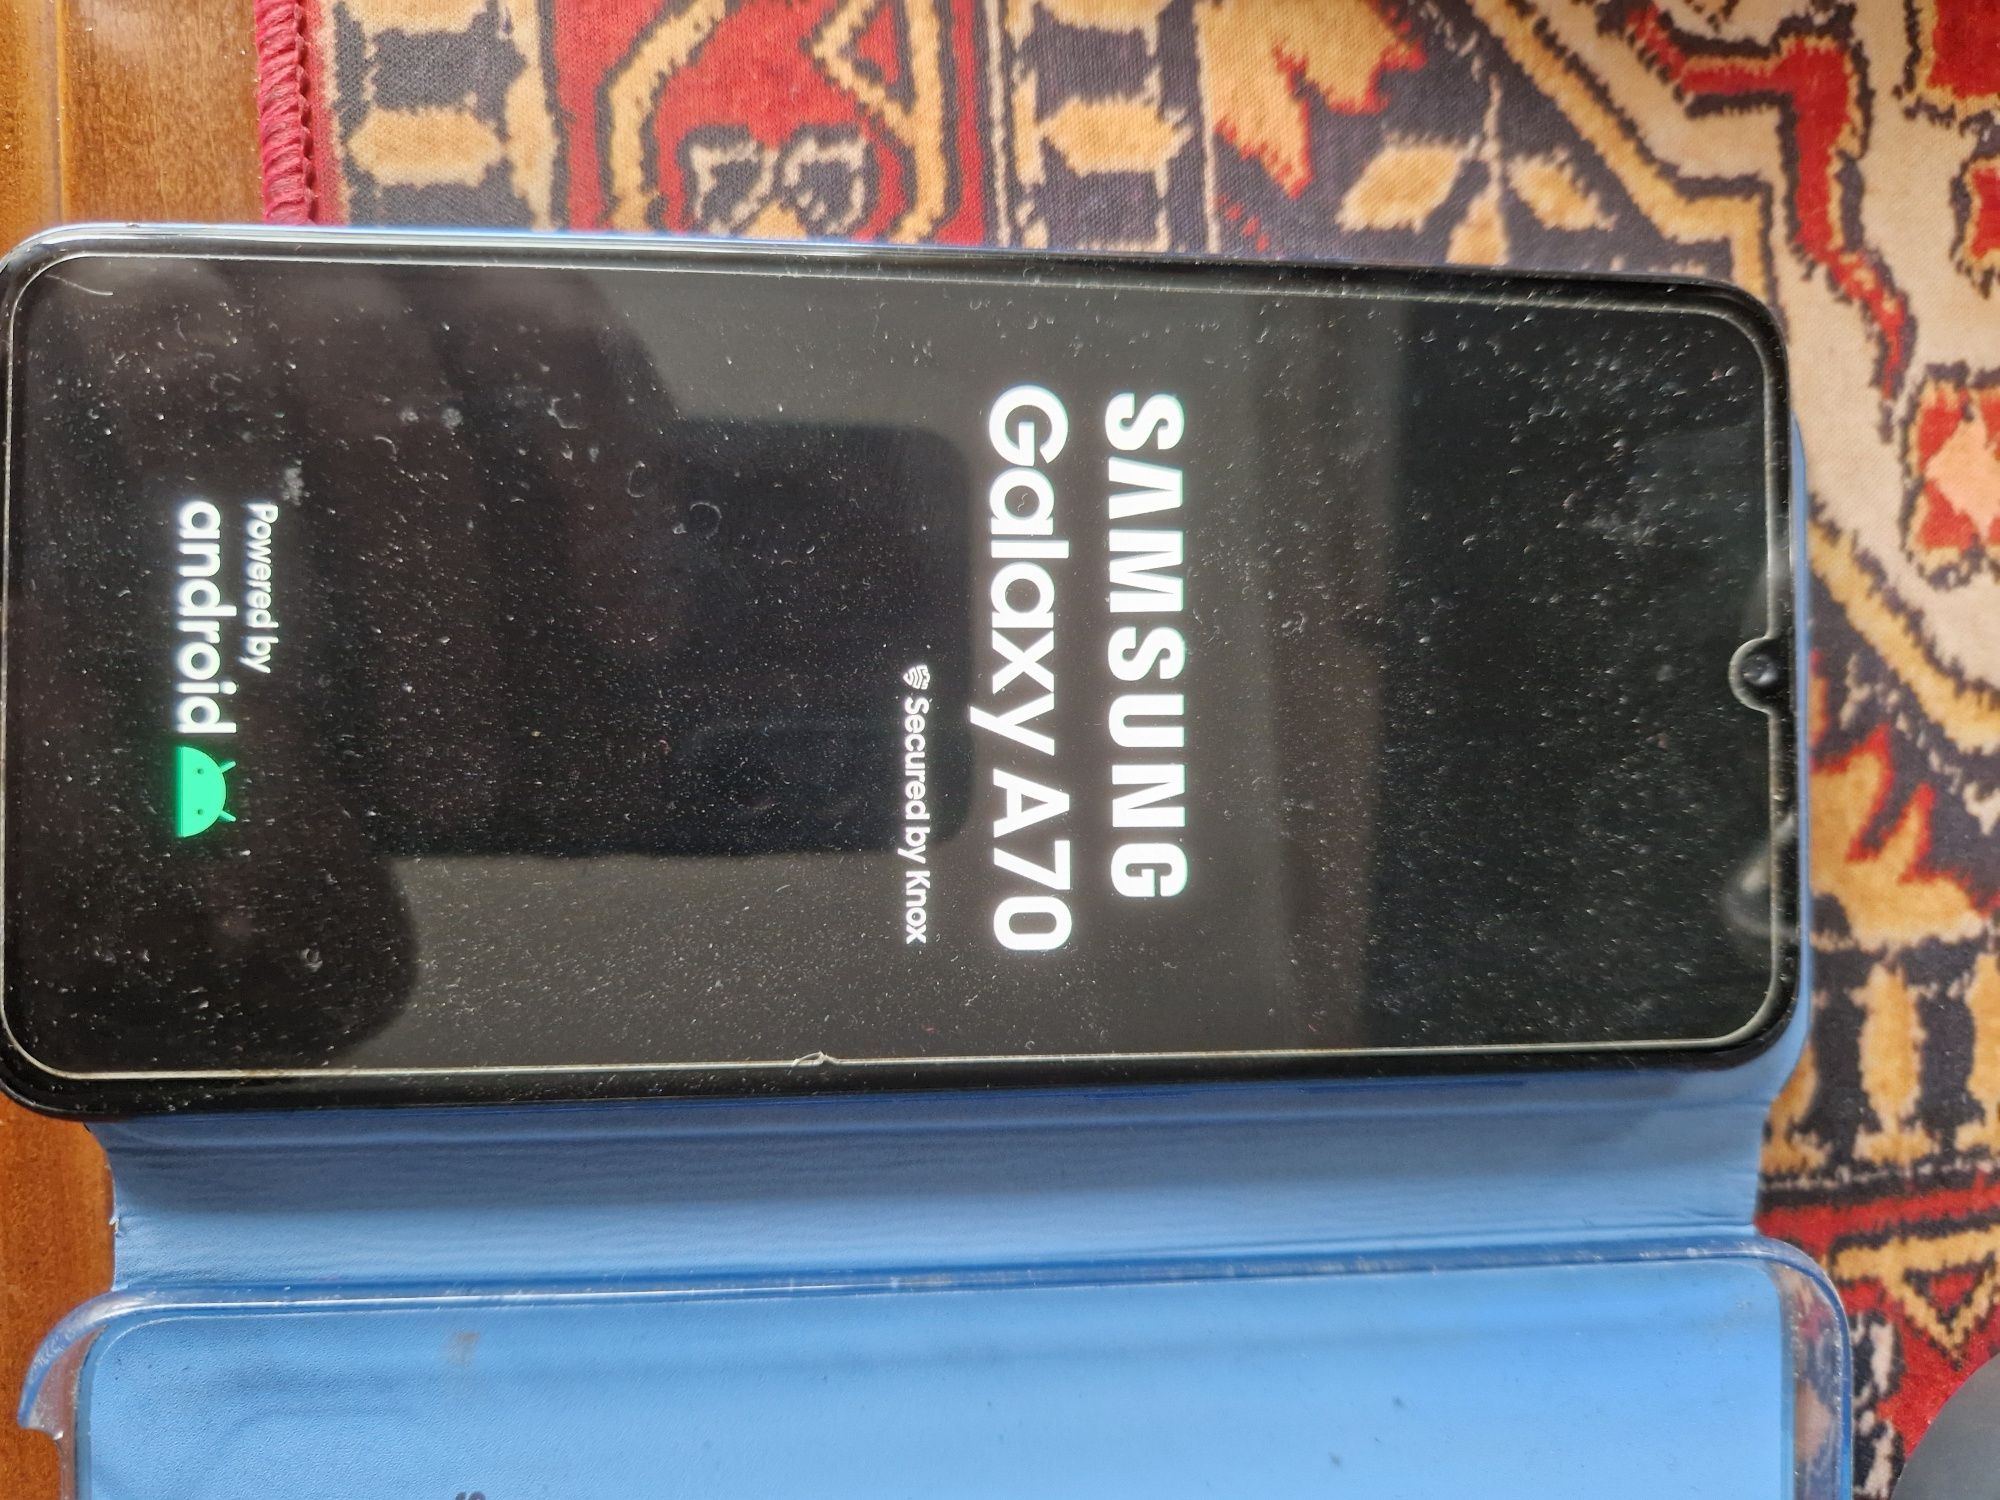 SAMSUNG
Galaxy A70
Secured by Knox
Powered by
android